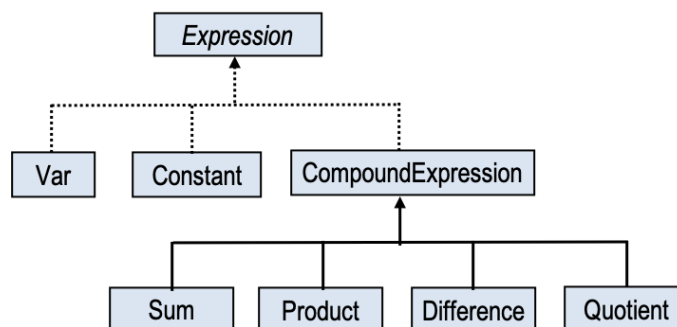 Expression
Var
Constant
CompoundExpression
Sum
Product
Difference
Quotient